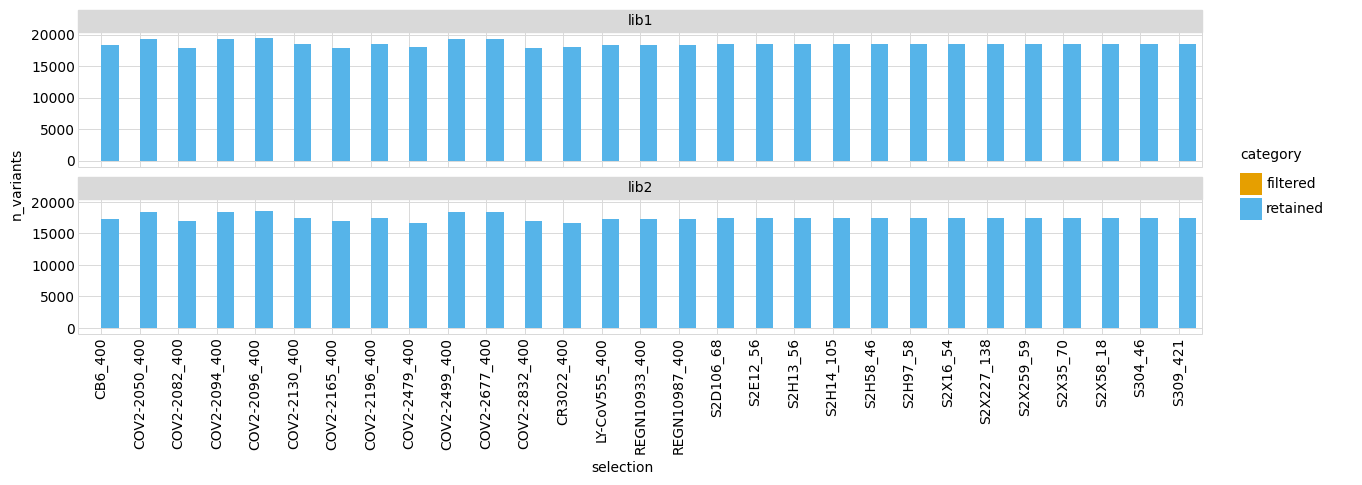 lib1
20000
15000
10000
5000
0
lib2
20000
15000
10000
5000
0
n_variants
CB6_400
COV2-2050_400
COV2-2082_400
COV2-2094_400
COV2-2096_400
COV2-2130_400
COV2-2165_400
COV2-2196_400
COV2-2479_400
COV2-2499_400
COV2-2677_400
COV2-2832_400
CR3022_400
LY-CoV555_400
REGN10933_400
REGN10987_400
S2D106_68
S2E12_56
S2H13_56
S2H14_105
S2H58_46
S2H97_58
S2X16_54
S2X227_138
S2X259_59
S2X35_70
S2X58_18
S304_46
S309_421
selection
category
filtered
retained